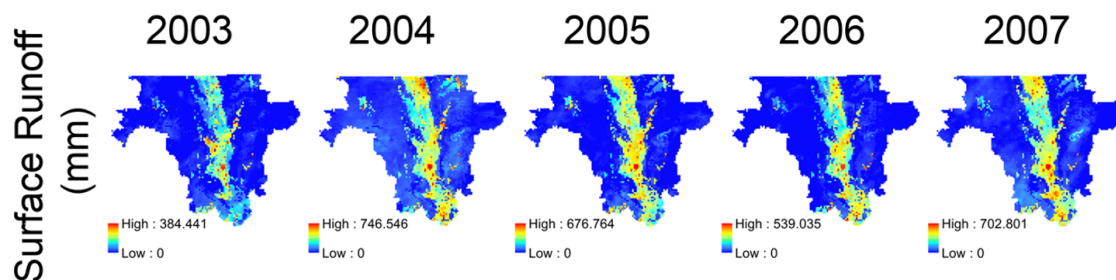 2003 2004 2005 2006 2007
Surface Runoff
(mm)
High : 384.441 High : 746.546 High : 676.764 High : 539.035 High : 702.801
Low : 0 Low : 0 Low : 0 Low : 0 Low : 0